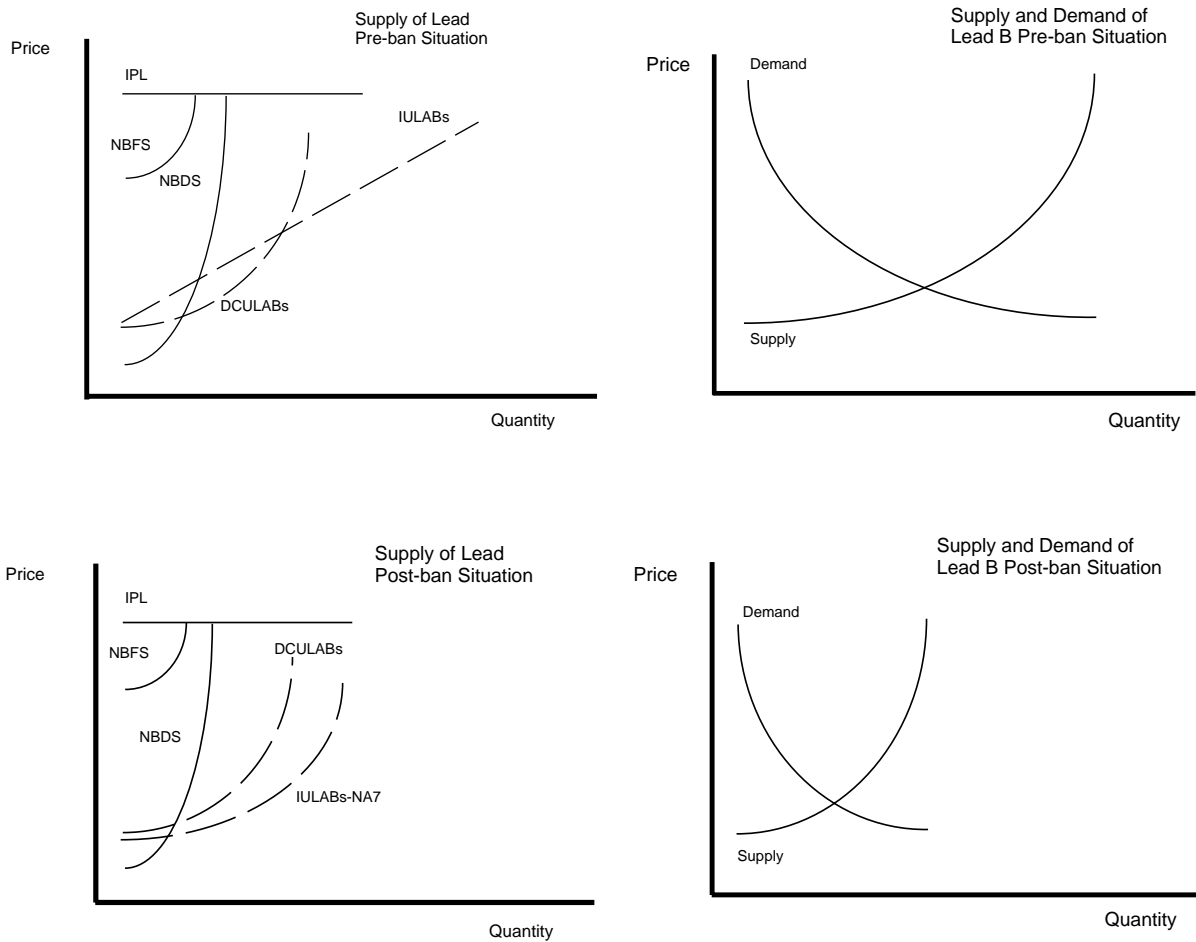 Supply of Lead
Pre-ban Situation
Price
IPL
IULABs
NBFS
NBDS
DCULABs
Quantity
Supply and Demand of
Lead B Pre-ban Situation
Price
Demand
Supply
Quantity
Supply of Lead
Post-ban Situation
Price
IPL
NBFS
DCULABs
NBDS
IULABs-NA7
Quantity
Supply and Demand of
Lead B Post-ban Situation
Price
Demand
Supply
Quantity